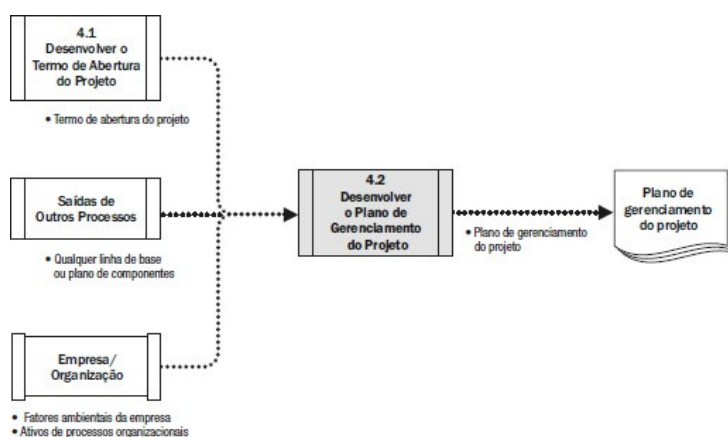 4.1
Desenvolver o
Termo de Abertura
do Projeto
• Termo de abertura do projeto
Saídas de
Outros Processos
• Qualquer linha de base
ou plano de componentes
Empresa/
Organização
• Fatores ambientais da empresa
• Ativos de processos organizacionais
4.2
Desenvolver
o Plano de
Gerenciamento
do Projeto
• Plano de gerenciamento
do projeto
Plano de
gerenciamento
do projeto